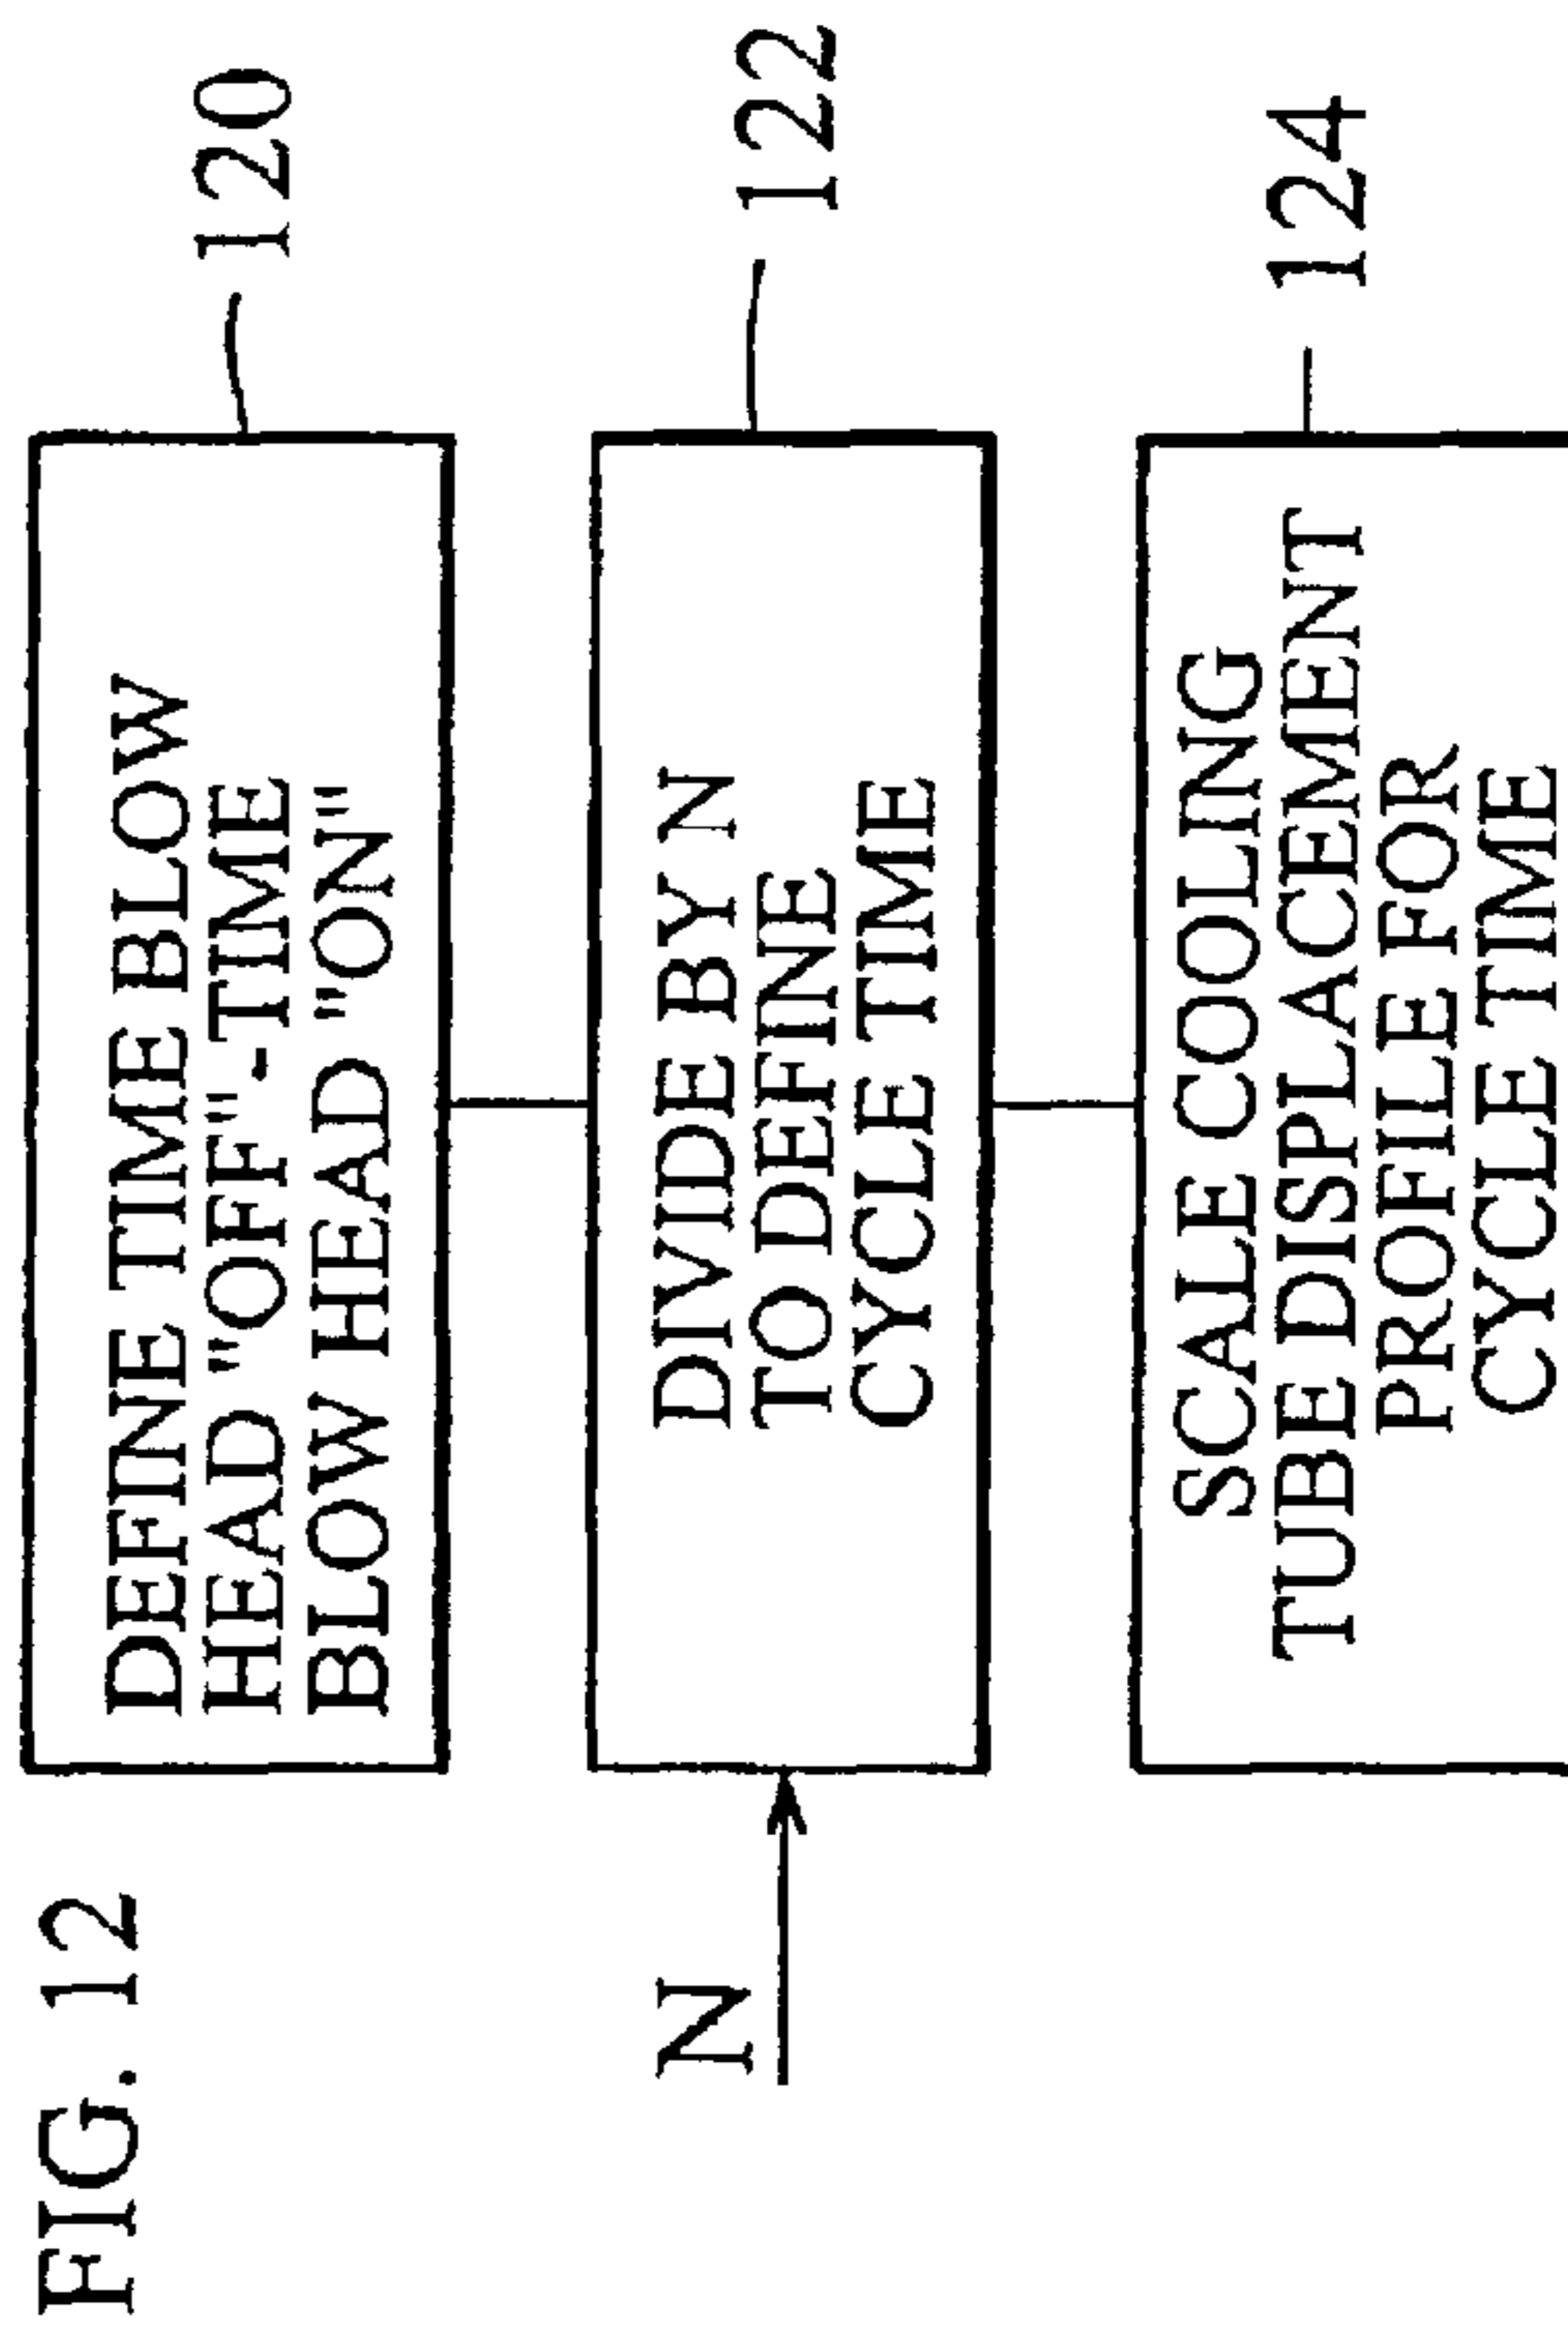 FIG. 12
DEFINE TIME BLOW
HEAD "OFF"-TIME
BLOW HEAD "ON"
120
N
DIVIDE BY N
TO DEFINE
CYCLE TIME
122
SCALE COOLING
TUBE DISPLACEMENT
PROFILE FOR
CYCLE TIME
124